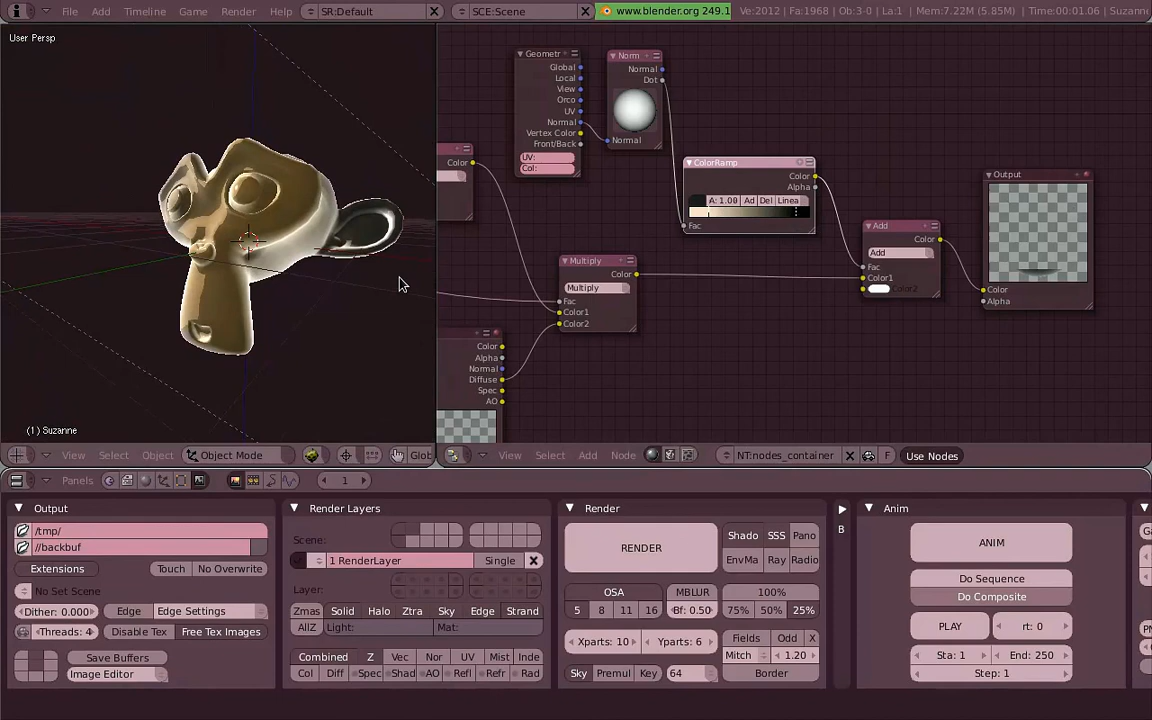 File Add Timeline Game Render Help SR:Default SCE:Scene www.blender.org 249.1 Ve:2012 | Fa:1968 | Ob:3-0 | La:1 | Mem:7.22M (5.85M) | Time:00:01.06 | Suzanne
User Persp
(1) Suzanne
View Select Object Object Mode Glob
Geometr
Global
Local
View
Orco
UV
Normal
Vertex Color
Front/Back
UV:
Col:
Norm
Normal
Dot
Normal
Color
ColorRamp
Color
Alpha
A: 1.00 Ad Del Linea
Fac
Multiply
Color
Multiply
Fac
Color1
Color2
Color
Alpha
Normal
Diffuse
Spec
AO
Add
Color
Add
Fac
Color1
Color2
Output
Color
Alpha
View Select Add Node NT:nodes_container F Use Nodes
Panels 1
Output
/tmp/
//backbuf
Extensions Touch No Overwrite
No Set Scene
Dither: 0.000 Edge Edge Settings
Threads: 4 Disable Tex Free Tex Images
Save Buffers
Image Editor
Render Layers
Scene:
1 RenderLayer Single
Layer:
Zmas Solid Halo Ztra Sky Edge Strand
AllZ Light: Mat:
Combined Z Vec Nor UV Mist Inde
Col Diff Spec Shad AO Refl Refr Rad
Render
RENDER
Shado SSS Pano
EnvMa Ray Radio
OSA MBLUR 100%
5 8 11 16 Bf: 0.50 75% 50% 25%
Xparts: 10 Yparts: 6 Fields Odd X
Mitch 1.20
Sky Premul Key 64 Border
B
Anim
ANIM
Do Sequence
Do Composite
PLAY rt: 0
Sta: 1 End: 250
Step: 1